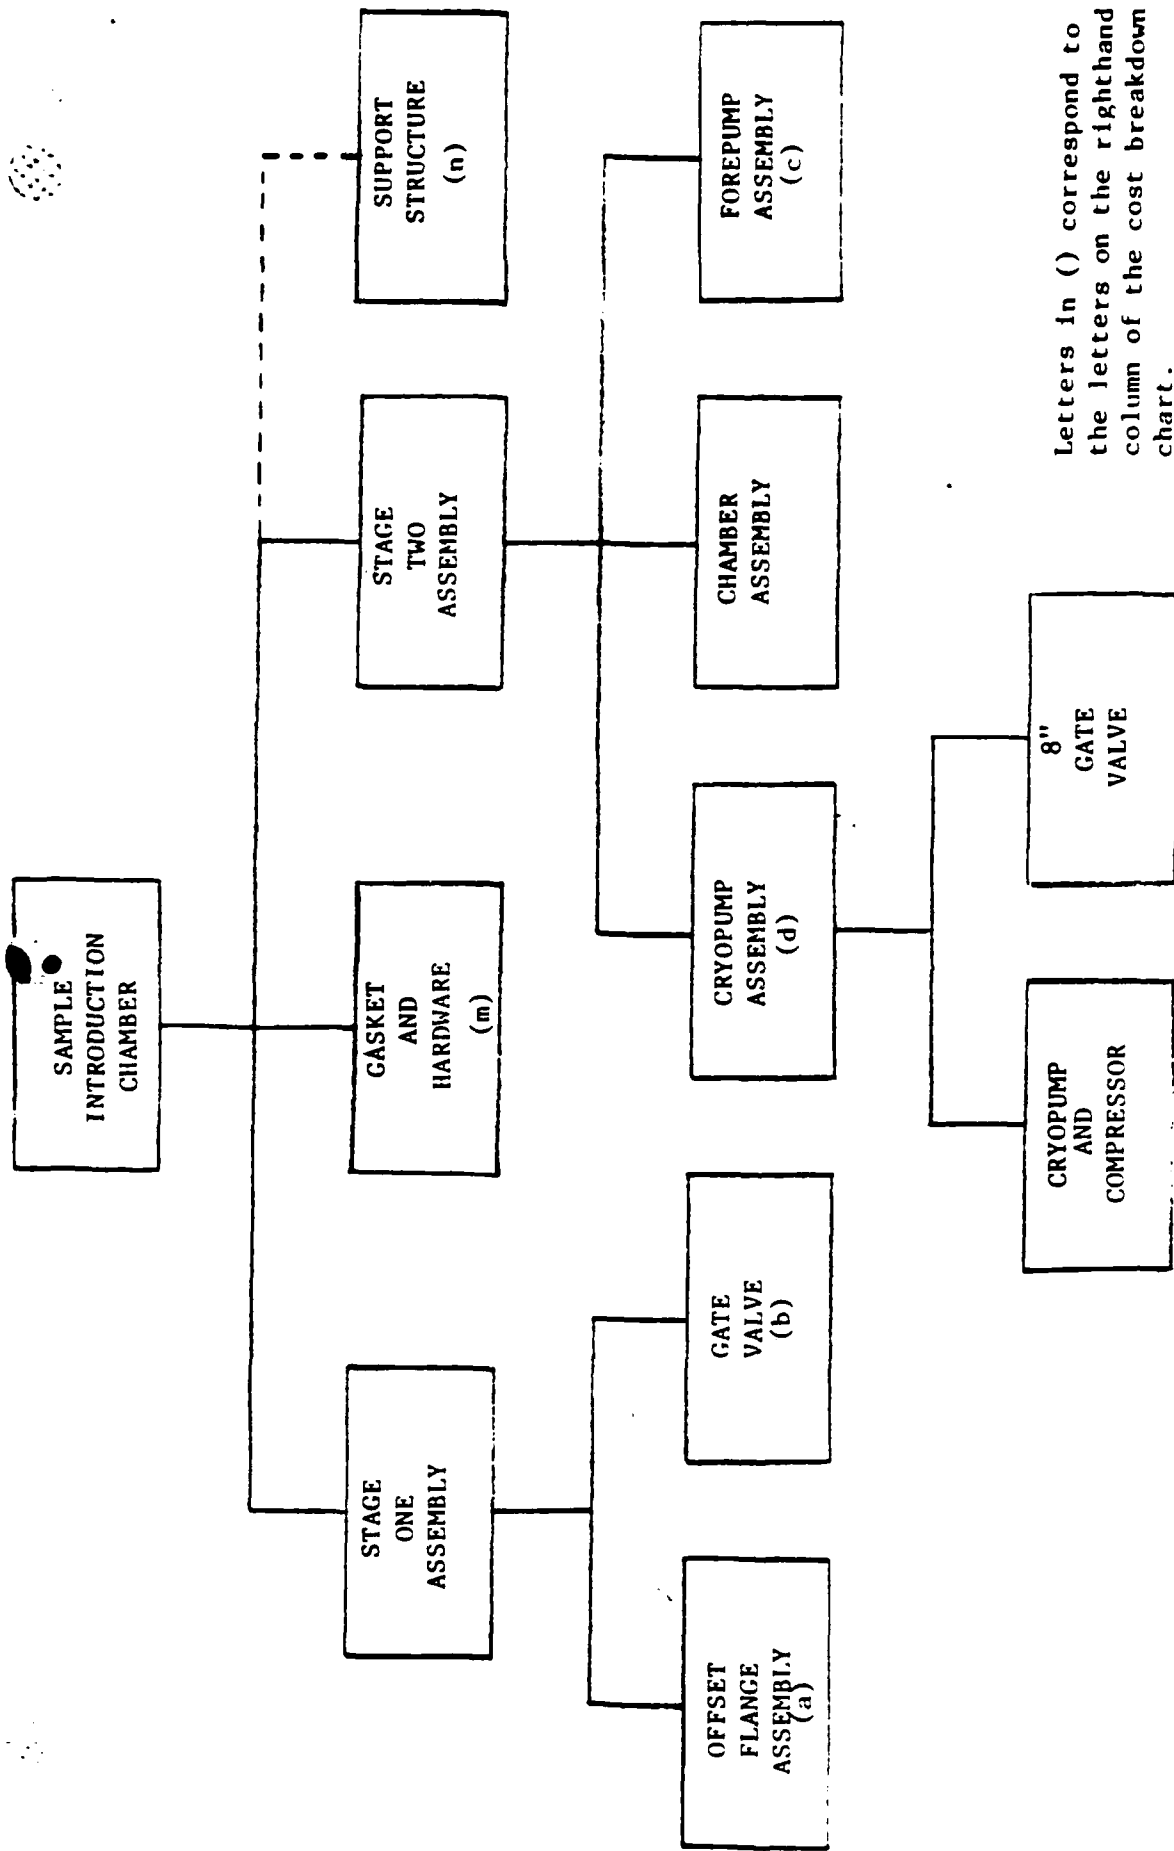 SAMPLE
INTRODUCTION
CHAMBER
STAGE
ONE
ASSEMBLY
GASKET
AND
HARDWARE
(m)
STAGE
TWO
ASSEMBLY
SUPPORT
STRUCTURE
(n)
OFFSET
FLANGE
ASSEMBLY
(a)
GATE
VALVE
(b)
CRYOPUMP
ASSEMBLY
(d)
CHAMBER
ASSEMBLY
FOREPUMP
ASSEMBLY
(c)
CRYOPUMP
AND
COMPRESSOR
8"
GATE
VALVE
Letters in () correspond to
the letters on the righthand
column of the cost breakdown
chart.